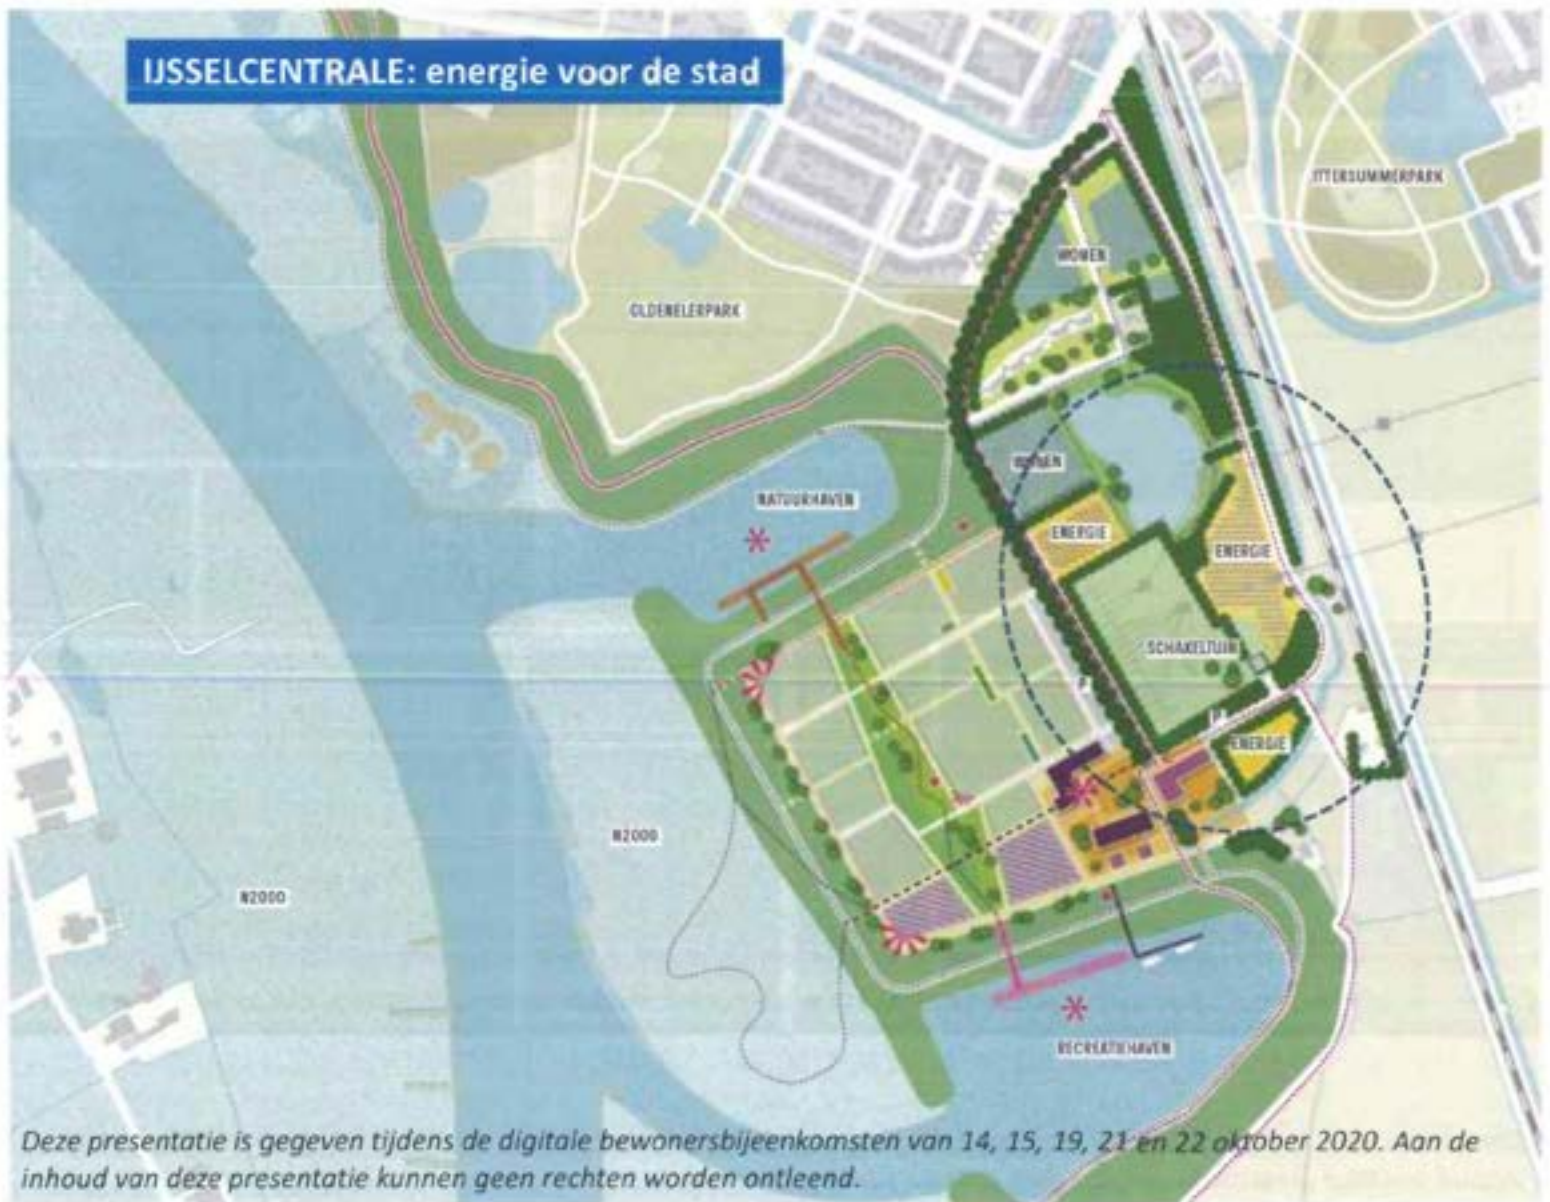 IJSSELCENTRALE: energie voor de stad
ITTERSUMMERPARK
WONEN
OLDENELERPARK
WONEN
NATUURHAVEN
ENERGIE
ENERGIE
SCHAKELTUIN
ENERGIE
N2000
N2000
RECREATIEHAVEN
Deze presentatie is gegeven tijdens de digitale bewonersbijeenkomsten van 14, 15, 19, 21 en 22 oktober 2020. Aan de
inhoud van deze presentatie kunnen geen rechten worden ontleend.